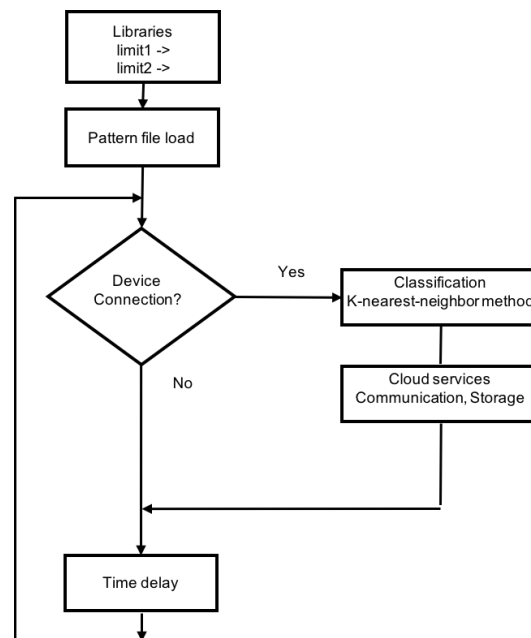 Libraries
limit1 ->
limit2 ->
Pattern file load
Device
Connection?
Yes
Classification
K-nearest-neighbor method
No
Cloud services
Communication, Storage
Time delay